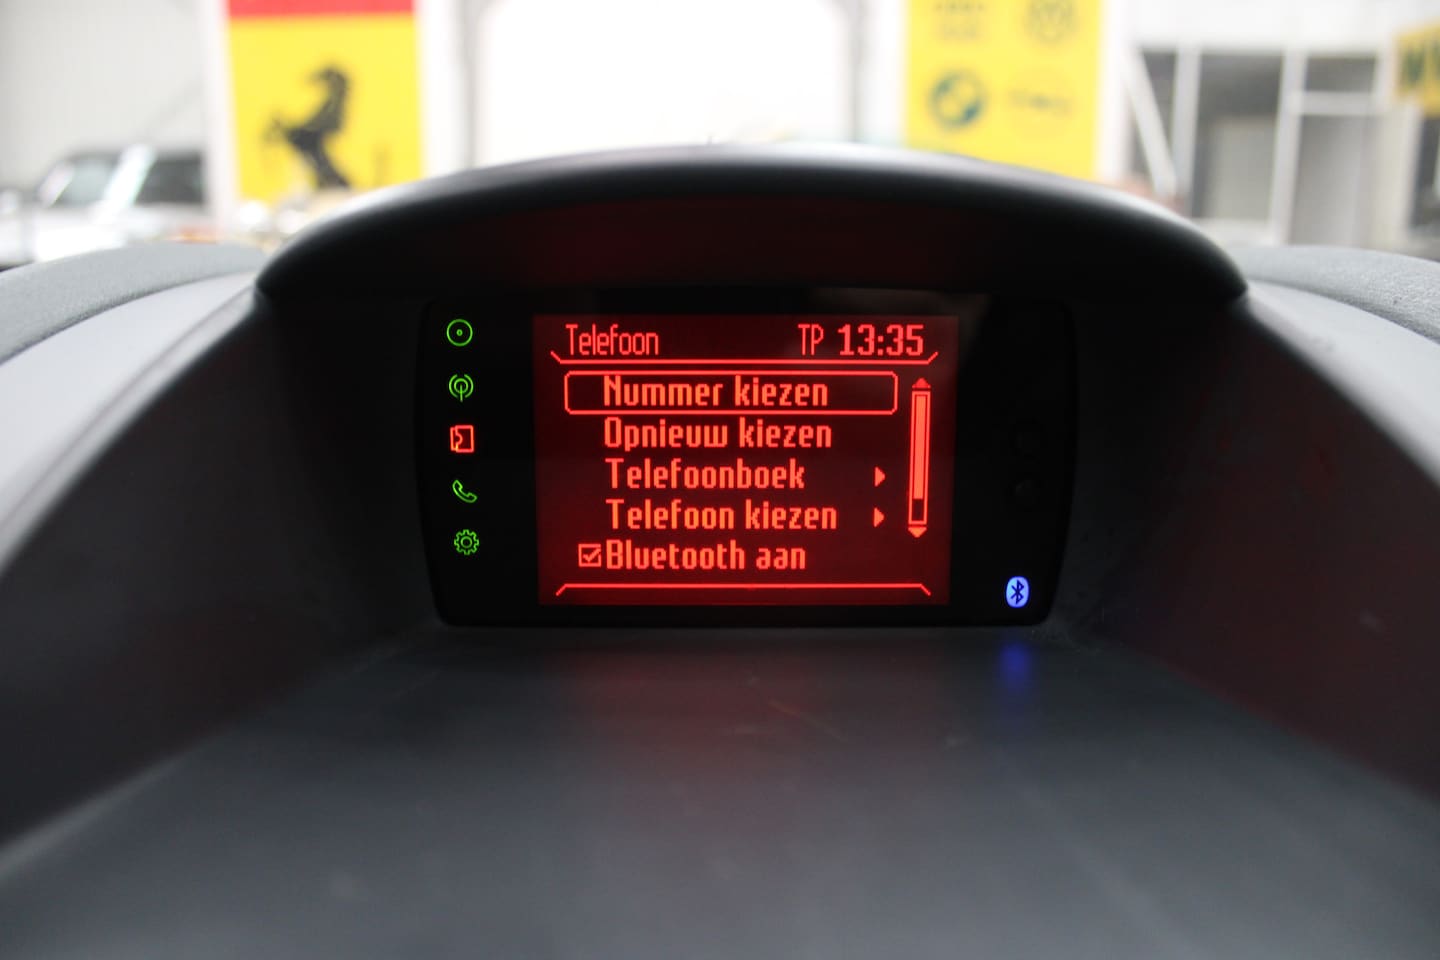 Telefoon TP 13:35
Nummer kiezen
Opnieuw kiezen
Telefoonboek
Telefoon kiezen
Bluetooth aan